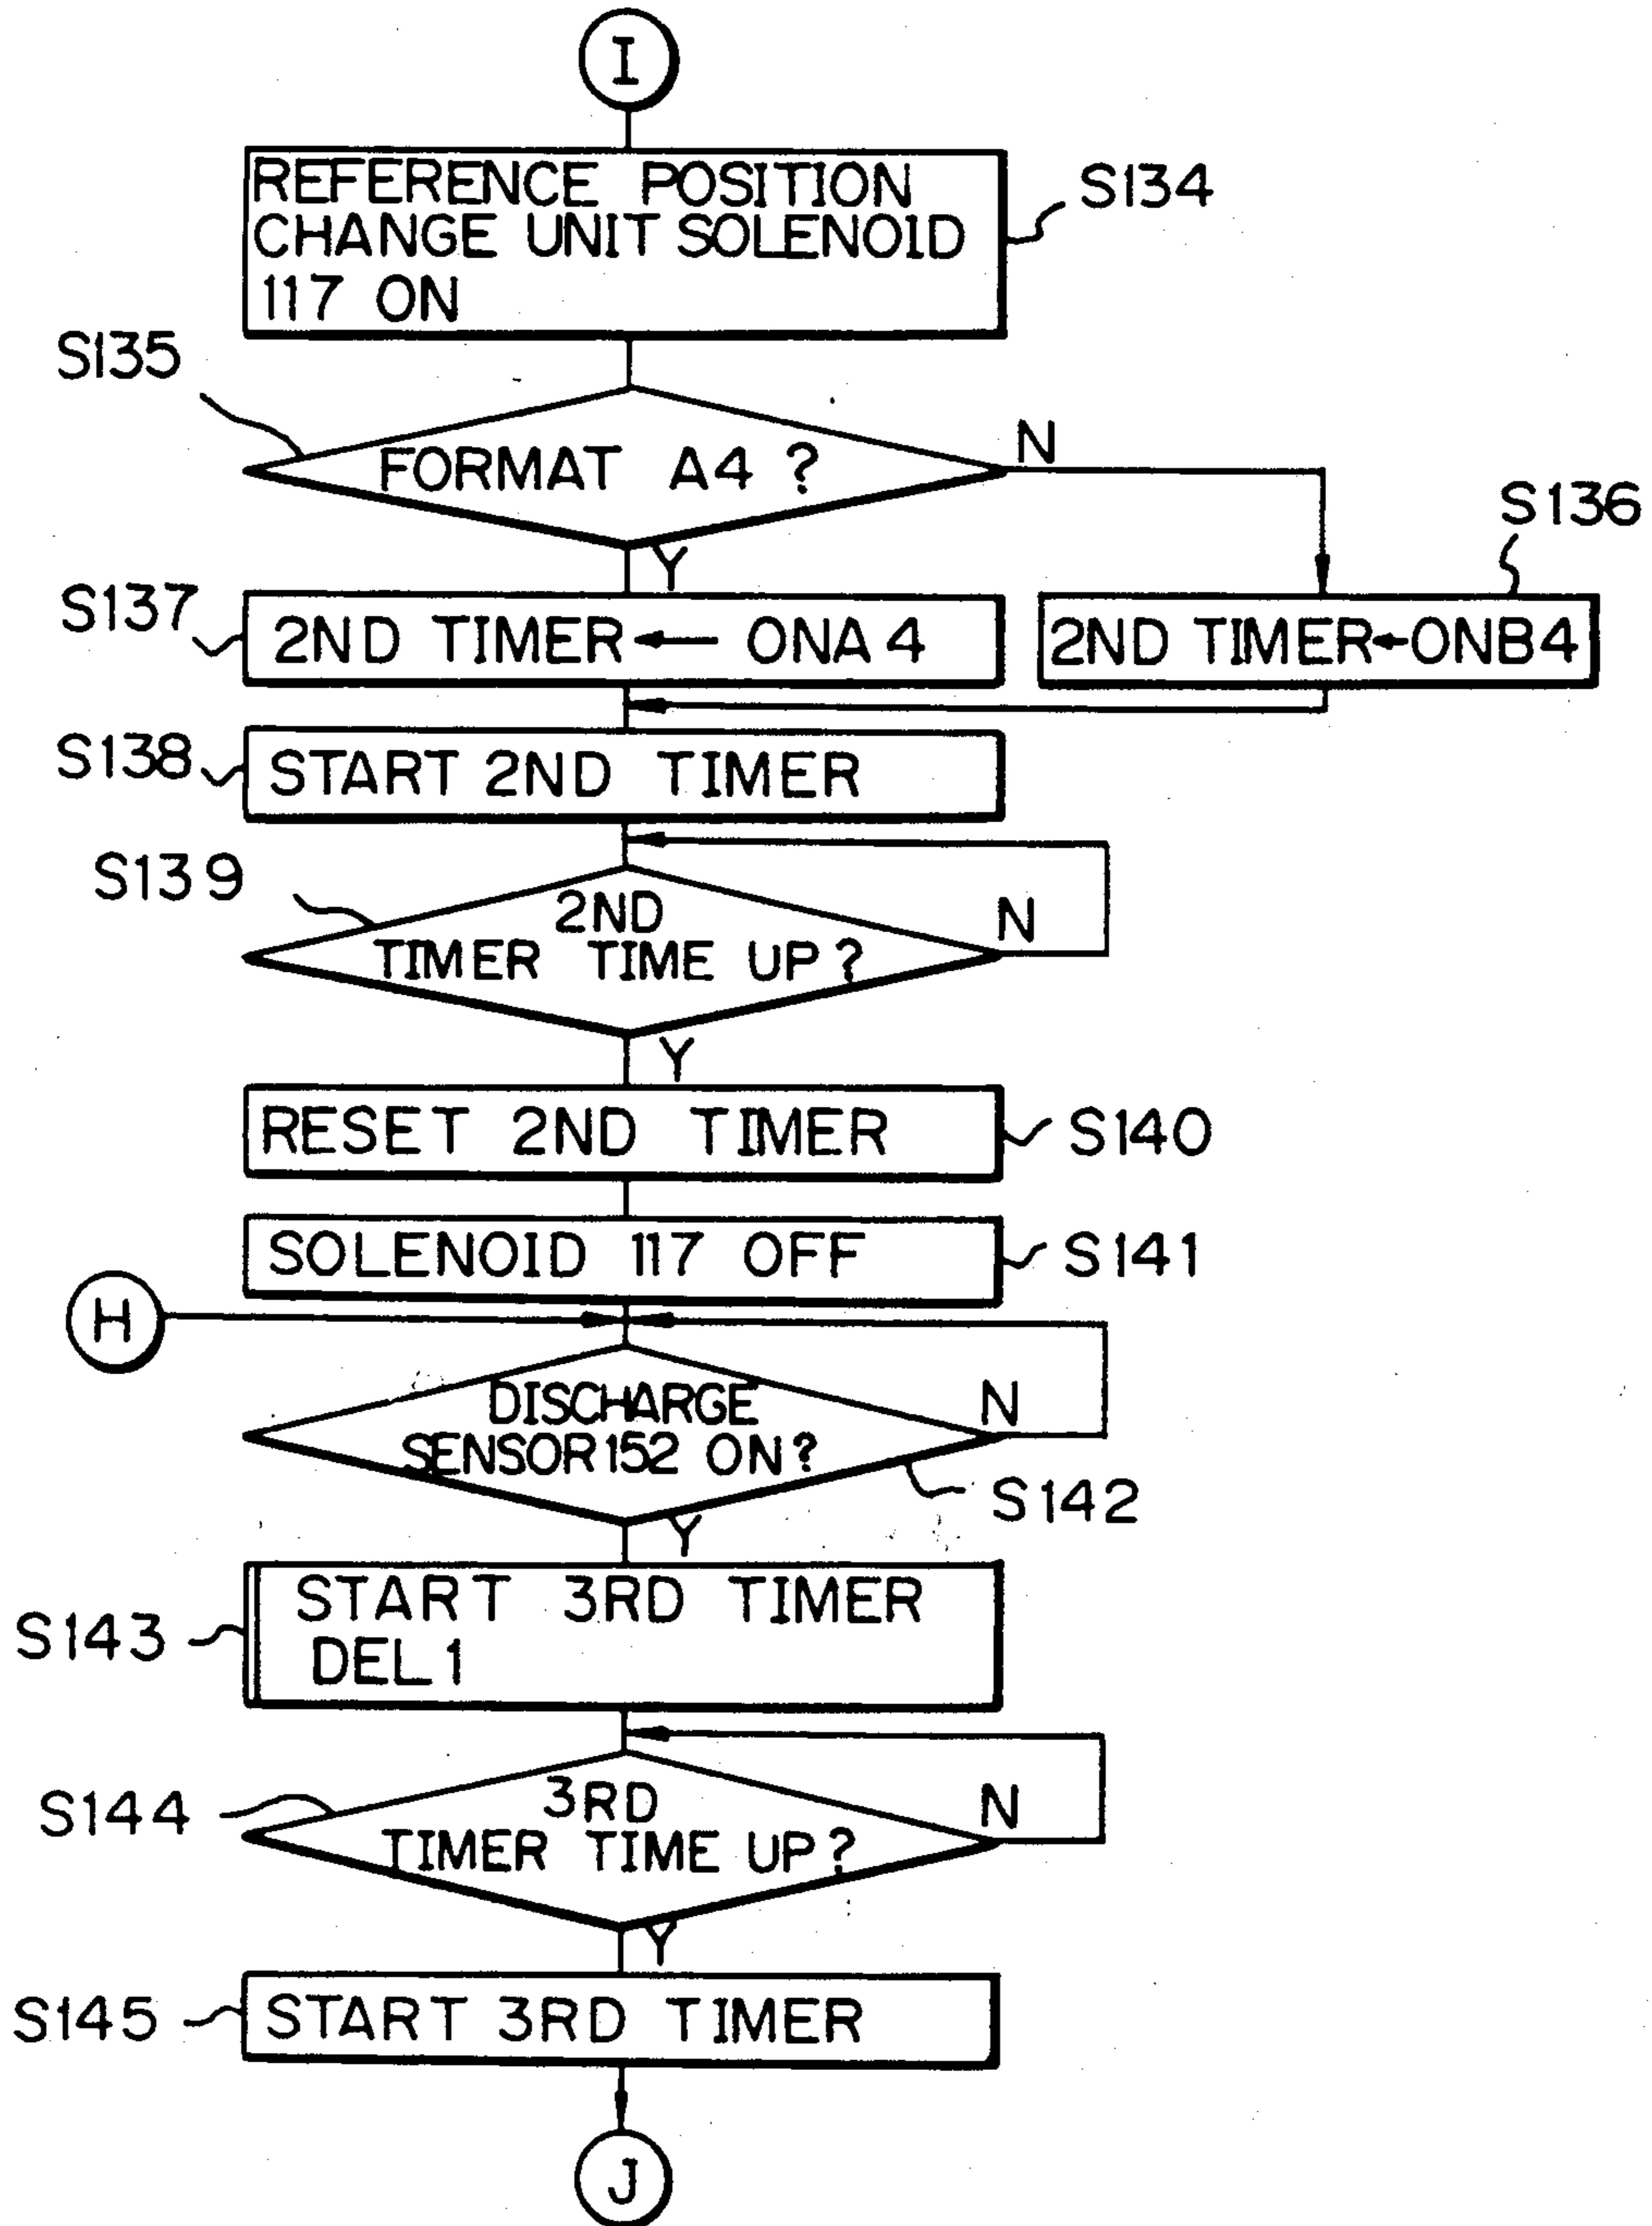 I
REFERENCE POSITION
CHANGE UNIT SOLENOID
117 ON
S134
S135
FORMAT A4 ?
N
S136
Y
S137
2ND TIMER ← ONA4
2ND TIMER←ONB4
S138
START 2ND TIMER
S139
2ND
TIMER TIME UP?
N
Y
RESET 2ND TIMER
S140
SOLENOID 117 OFF
S141
H
DISCHARGE
SENSOR152 ON?
N
S142
Y
S143
START 3RD TIMER
DEL1
S144
3RD
TIMER TIME UP?
N
Y
S145
START 3RD TIMER
J